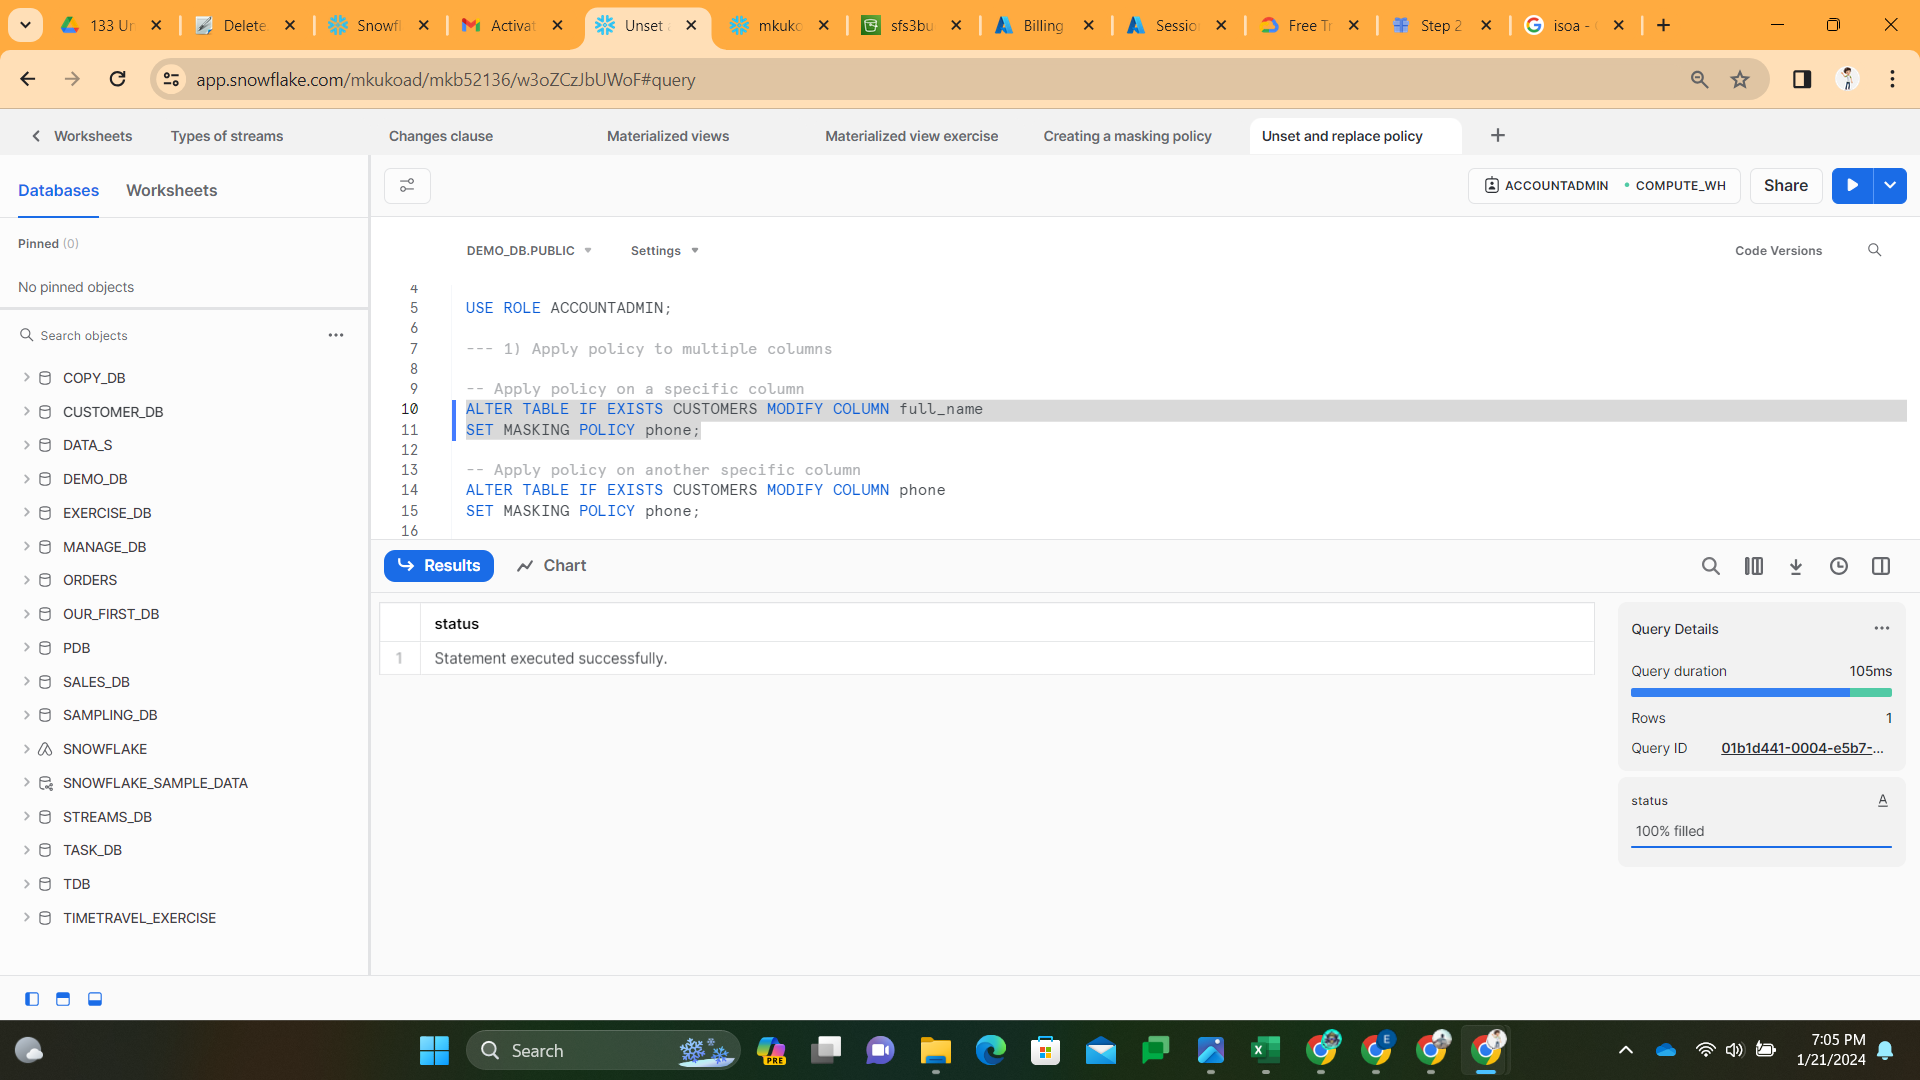 133 Un
Delete
Snowfl
Activat
Unset a
mkuko
sfs3bu
Billing
Sessio
Free Tr
Step 2
isoa -
app.snowflake.com/mkukoad/mkb52136/w3oZCzJbUWoF#query
Worksheets
Types of streams
Changes clause
Materialized views
Materialized view exercise
Creating a masking policy
Unset and replace policy
Databases
Worksheets
ACCOUNTADMIN
COMPUTE_WH
Share
Pinned (0)
No pinned objects
Search objects
COPY_DB
CUSTOMER_DB
DATA_S
DEMO_DB
EXERCISE_DB
MANAGE_DB
ORDERS
OUR_FIRST_DB
PDB
SALES_DB
SAMPLING_DB
SNOWFLAKE
SNOWFLAKE_SAMPLE_DATA
STREAMS_DB
TASK_DB
TDB
TIMETRAVEL_EXERCISE
DEMO_DB.PUBLIC
Settings
Code Versions
4
5 USE ROLE ACCOUNTADMIN;
6
7 --- 1) Apply policy to multiple columns
8
9 -- Apply policy on a specific column
10 ALTER TABLE IF EXISTS CUSTOMERS MODIFY COLUMN full_name
11 SET MASKING POLICY phone;
12
13 -- Apply policy on another specific column
14 ALTER TABLE IF EXISTS CUSTOMERS MODIFY COLUMN phone
15 SET MASKING POLICY phone;
16
Results
Chart
status
1 Statement executed successfully.
Query Details
Query duration 105ms
Rows 1
Query ID 01b1d441-0004-e5b7-...
status A
100% filled
Search
PRE
E
7:05 PM
1/21/2024